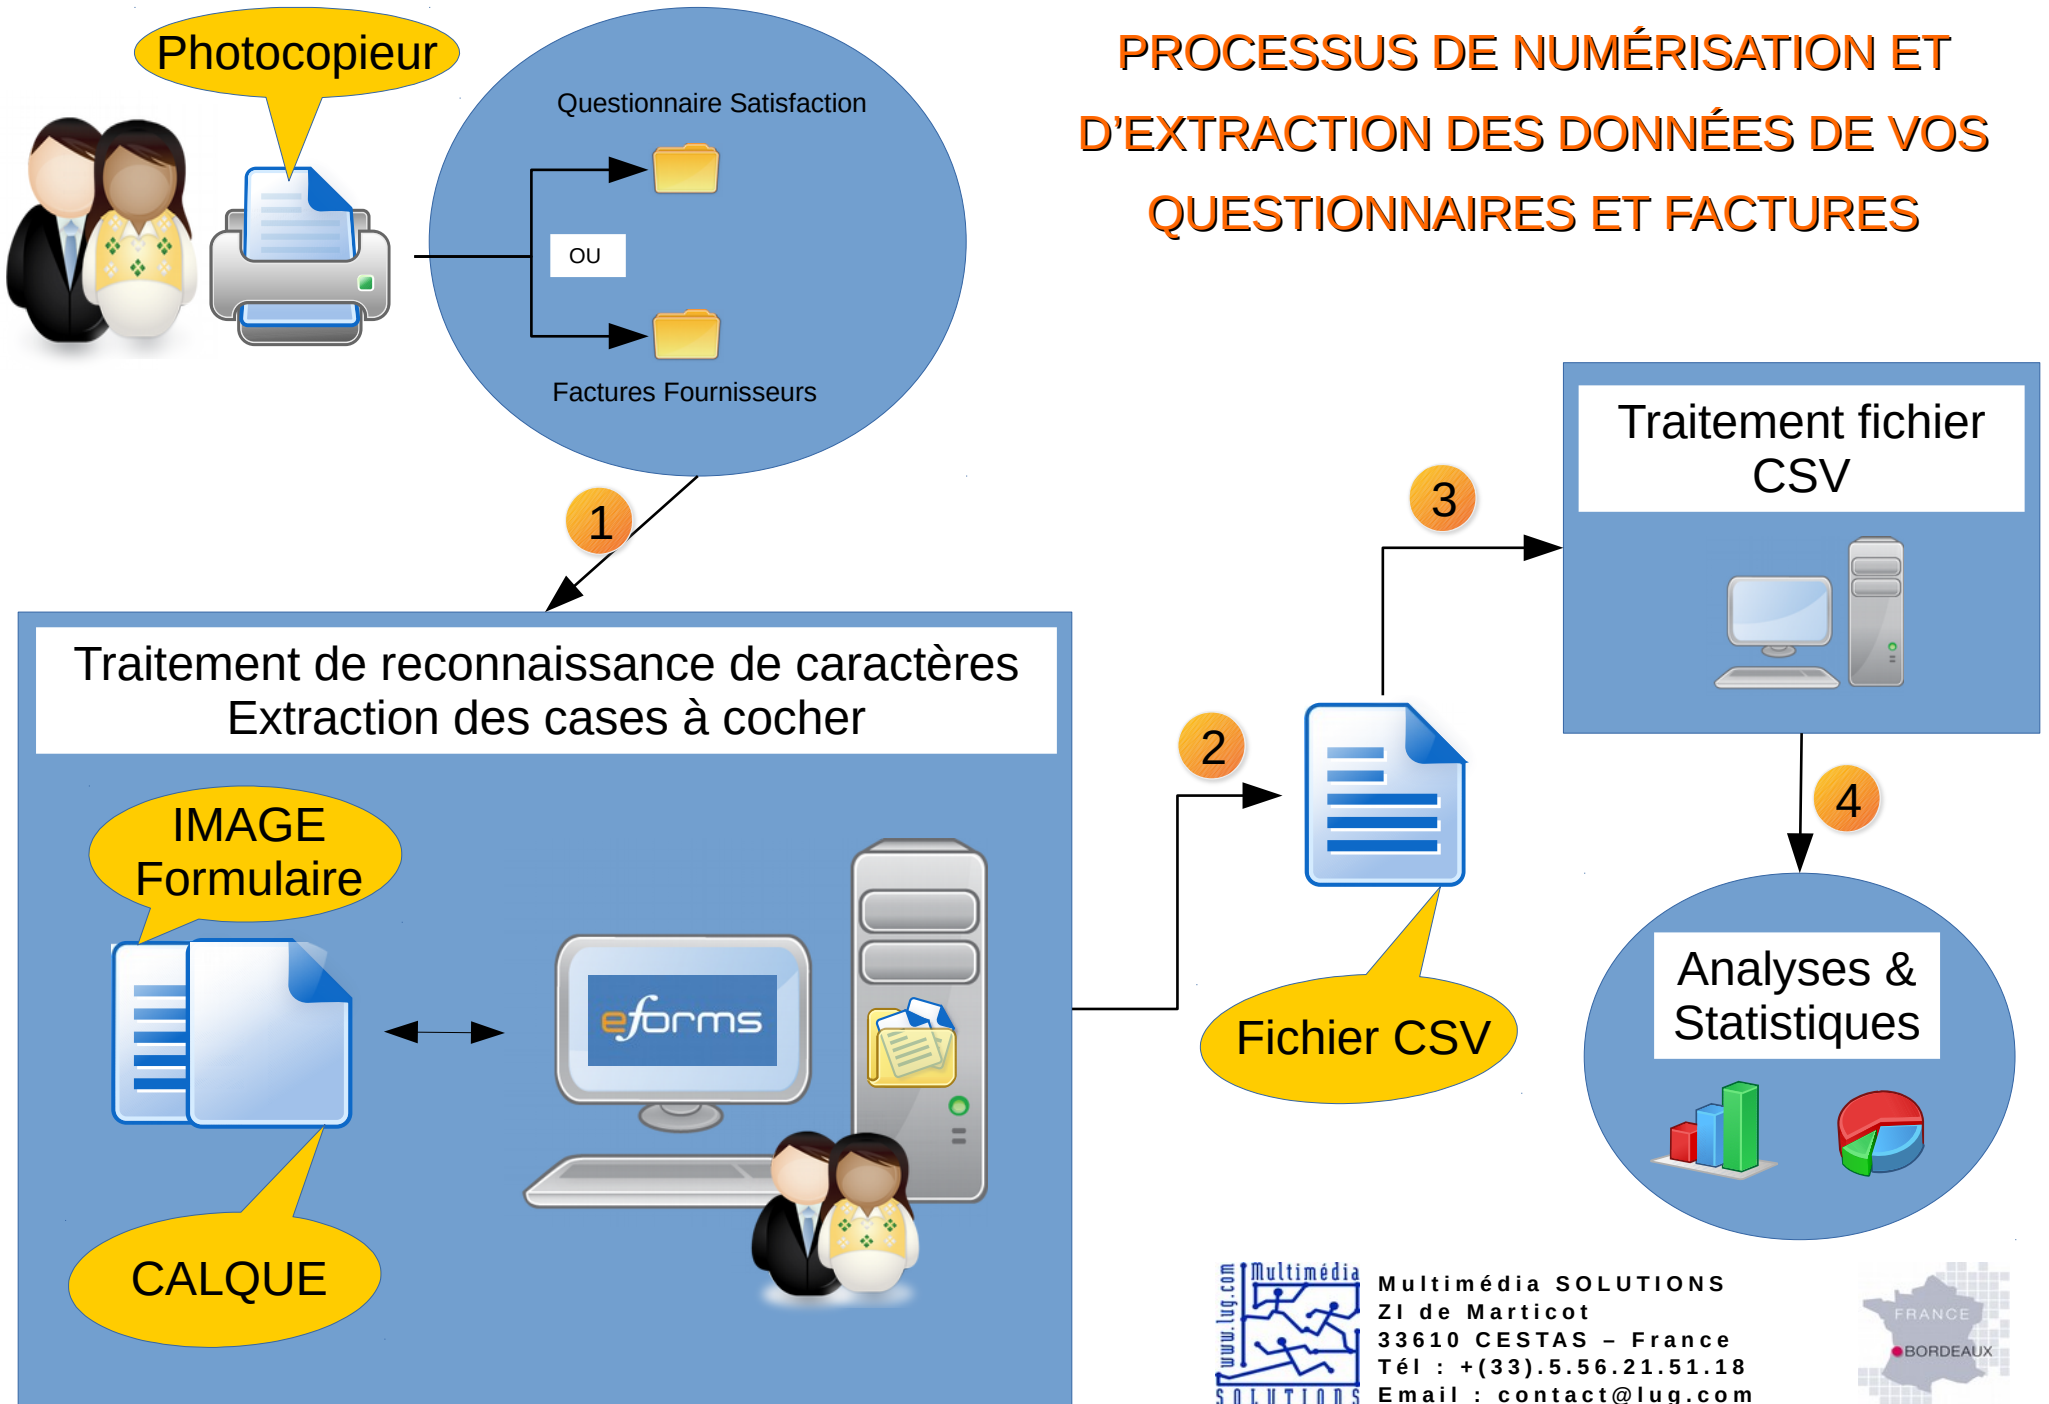 Photocopieur
Questionnaire Satisfaction
OU
Factures Fournisseurs
PROCESSUS DE NUMÉRISATION ET
D’EXTRACTION DES DONNÉES DE VOS
QUESTIONNAIRES ET FACTURES
1
Traitement de reconnaissance de caractères
Extraction des cases à cocher
IMAGE
Formulaire
eforms
CALQUE
2
Fichier CSV
3
Traitement fichier
CSV
4
Analyses &
Statistiques
www.lug.com
Multimédia
SOLUTIONS
Multimédia SOLUTIONS
ZI de Marticot
33610 CESTAS – France
Tél : +(33).5.56.21.51.18
Email : contact@lug.com
FRANCE
BORDEAUX